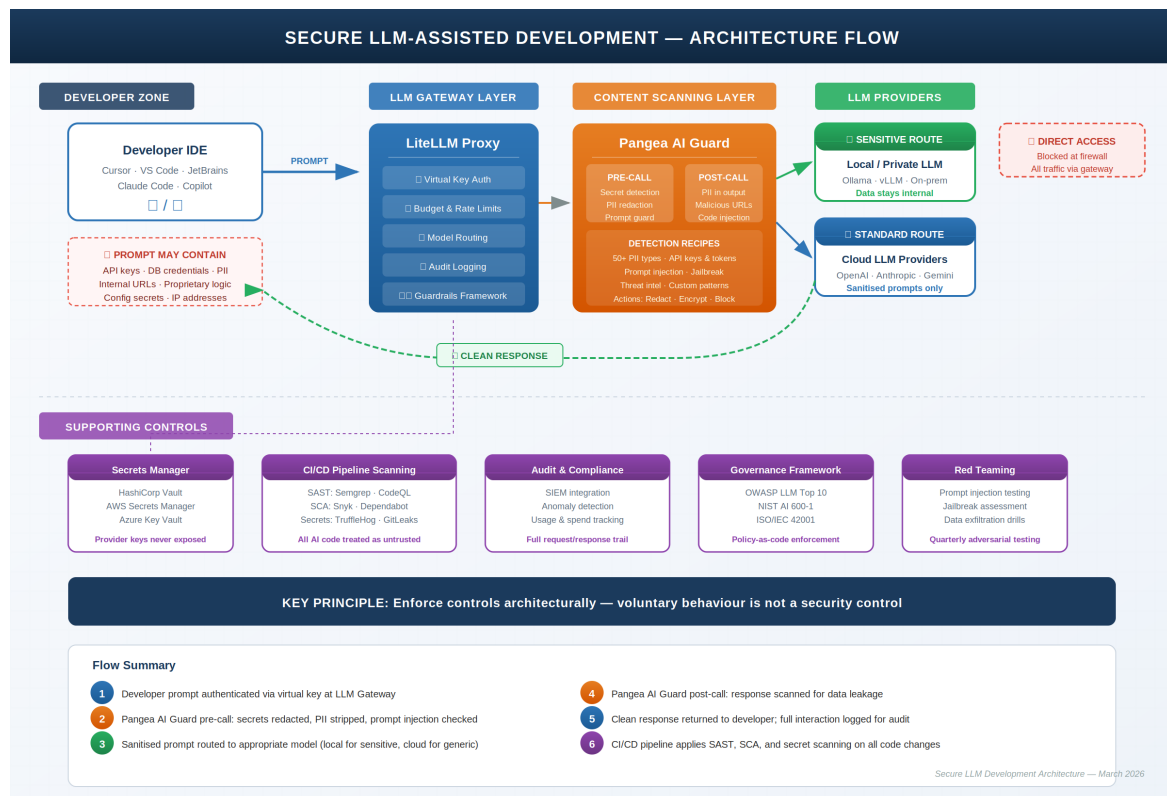 SECURE LLM-ASSISTED DEVELOPMENT — ARCHITECTURE FLOW
DEVELOPER ZONE
LLM GATEWAY LAYER
CONTENT SCANNING LAYER
LLM PROVIDERS
Developer IDE
Cursor · VS Code · JetBrains
Claude Code · Copilot
/
PROMPT
PROMPT MAY CONTAIN
API keys · DB credentials · PII
Internal URLs · Proprietary logic
Config secrets · IP addresses
LiteLLM Proxy
Virtual Key Auth
Budget & Rate Limits
Model Routing
Audit Logging
Guardrails Framework
Pangea AI Guard
PRE-CALL
Secret detection
PII redaction
Prompt guard
POST-CALL
PII in output
Malicious URLs
Code injection
DETECTION RECIPES
50+ PII types · API keys & tokens
Prompt injection · Jailbreak
Threat intel · Custom patterns
Actions: Redact · Encrypt · Block
SENSITIVE ROUTE
Local / Private LLM
Ollama · vLLM · On-prem
Data stays internal
STANDARD ROUTE
Cloud LLM Providers
OpenAI · Anthropic · Gemini
Sanitised prompts only
DIRECT ACCESS
Blocked at firewall
All traffic via gateway
CLEAN RESPONSE
SUPPORTING CONTROLS
Secrets Manager
HashiCorp Vault
AWS Secrets Manager
Azure Key Vault
Provider keys never exposed
CI/CD Pipeline Scanning
SAST: Semgrep · CodeQL
SCA: Snyk · Dependabot
Secrets: TruffleHog · GitLeaks
All AI code treated as untrusted
Audit & Compliance
SIEM integration
Anomaly detection
Usage & spend tracking
Full request/response trail
Governance Framework
OWASP LLM Top 10
NIST AI 600-1
ISO/IEC 42001
Policy-as-code enforcement
Red Teaming
Prompt injection testing
Jailbreak assessment
Data exfiltration drills
Quarterly adversarial testing
KEY PRINCIPLE: Enforce controls architecturally — voluntary behaviour is not a security control
Flow Summary
1 Developer prompt authenticated via virtual key at LLM Gateway
2 Pangea AI Guard pre-call: secrets redacted, PII stripped, prompt injection checked
3 Sanitised prompt routed to appropriate model (local for sensitive, cloud for generic)
4 Pangea AI Guard post-call: response scanned for data leakage
5 Clean response returned to developer; full interaction logged for audit
6 CI/CD pipeline applies SAST, SCA, and secret scanning on all code changes
Secure LLM Development Architecture — March 2026